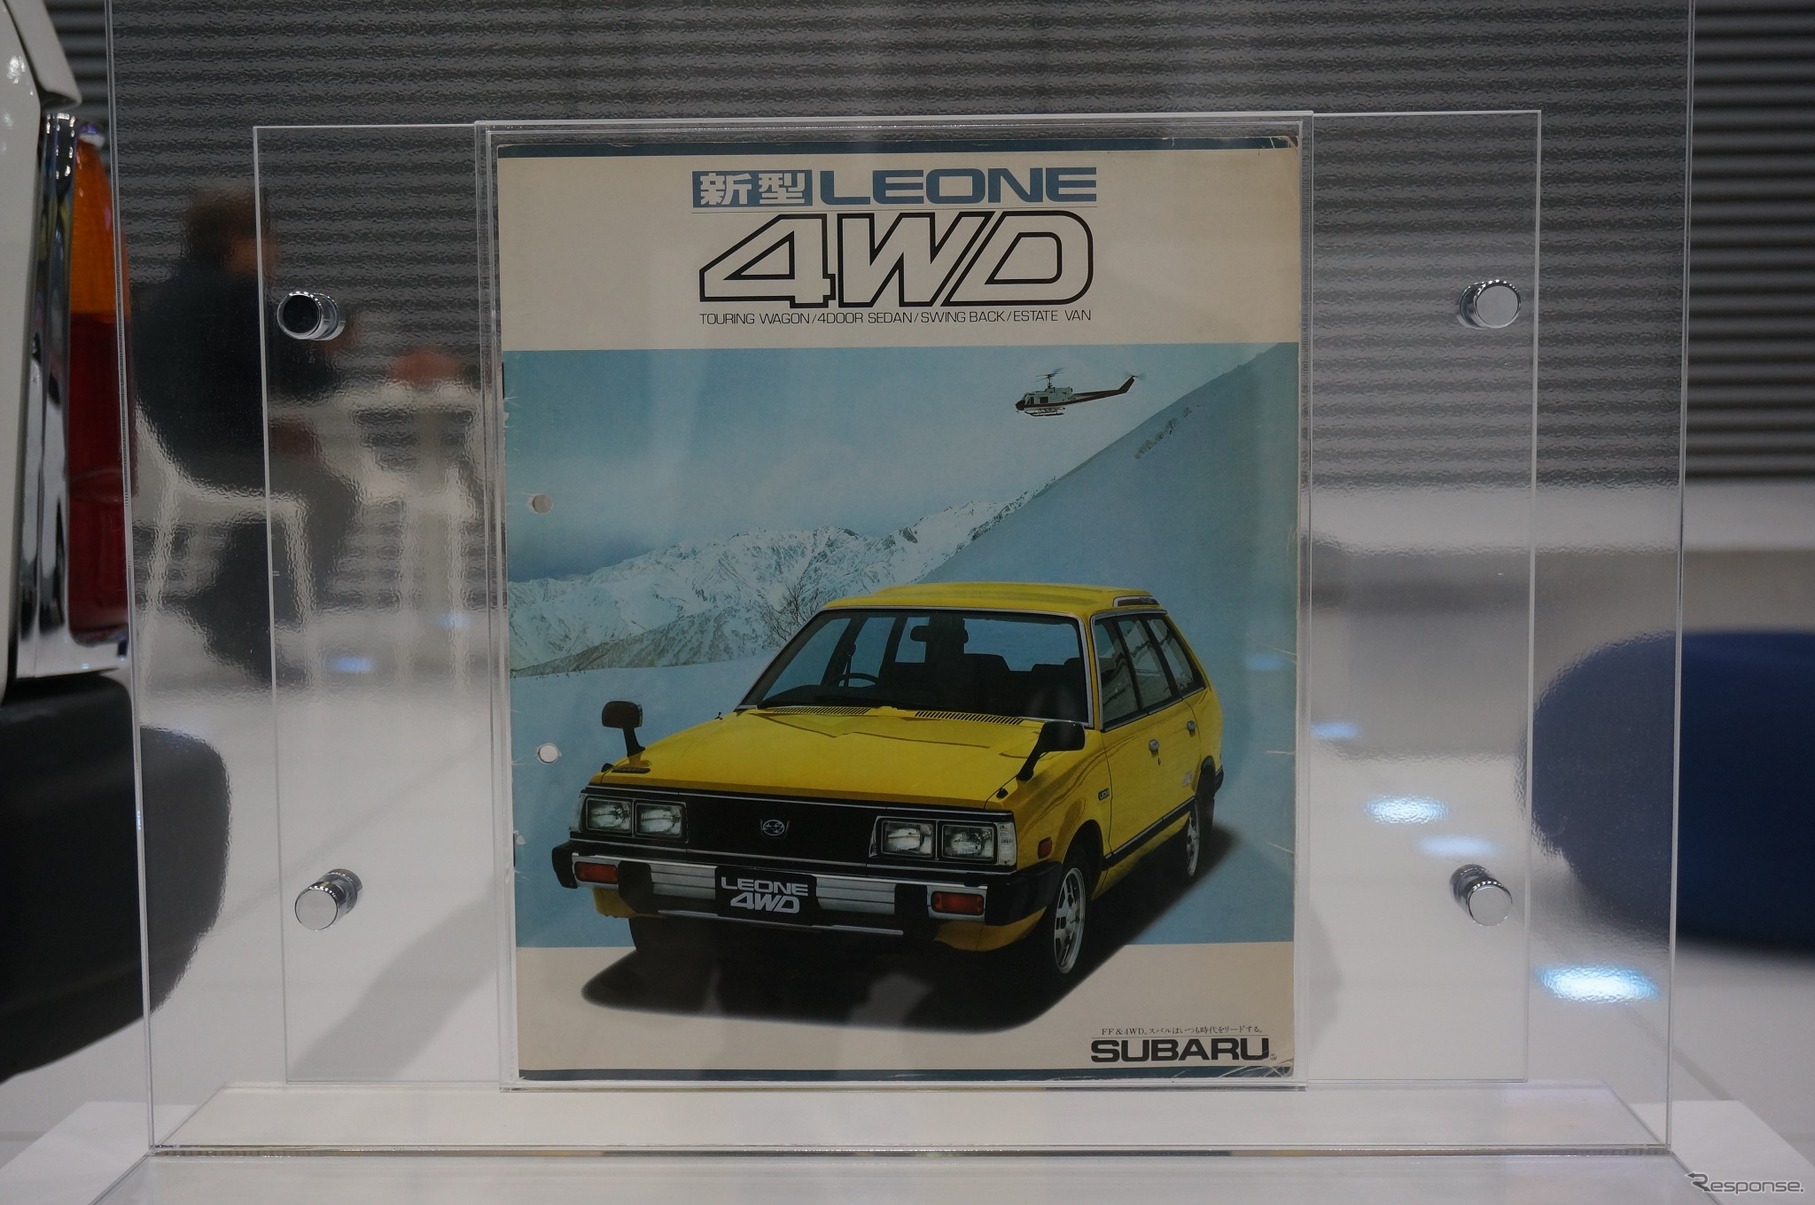 新型 LEONE
4WD
TOURING WAGON/4DOOR SEDAN/SWING BACK/ESTATE VAN
LEONE
4WD
FF&4WD。スバルはいつも時代をリードする。
SUBARU
Response.